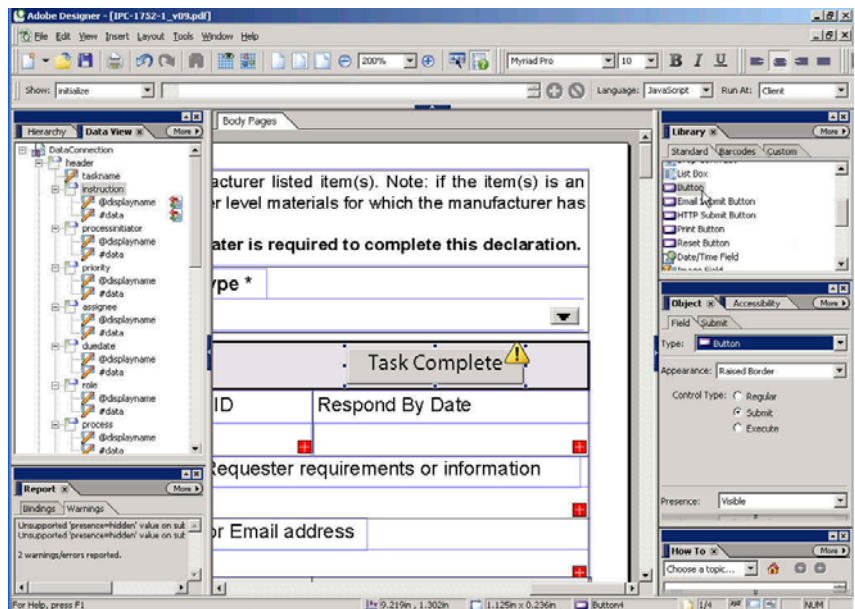 Adobe Designer - [IPC-1752-1_v09.pdf]
File Edit View Insert Layout Tools Window Help
200% Myriad Pro 10 B I U
Show: initialize Language: JavaScript Run At: Client
Hierarchy Data View More
DataConnection
header
taskname
instruction
@displayname
#data
processinitiator
@displayname
#data
priority
@displayname
#data
assignee
@displayname
#data
duedate
@displayname
#data
role
@displayname
#data
process
@displayname
#data
Report More
Bindings Warnings
Unsupported 'presence=hidden' value on sub
Unsupported 'presence=hidden' value on sub
2 warnings/errors reported.
Body Pages
acturer listed item(s). Note: if the item(s) is an
r level materials for which the manufacturer has
ater is required to complete this declaration.
ype *
Task Complete
ID Respond By Date
Requester requirements or information
or Email address
Library More
Standard Barcodes Custom
List Box
Button
Email Submit Button
HTTP Submit Button
Print Button
Reset Button
Date/Time Field
Image Field
Object Accessibility More
Field Submit
Type: Button
Appearance: Raised Border
Control Type: Regular
Submit
Execute
Presence: Visible
How To More
Choose a topic...
For Help, press F1 9.219in , 1.302in 1.125in x 0.236in Button4 1/4 NUM